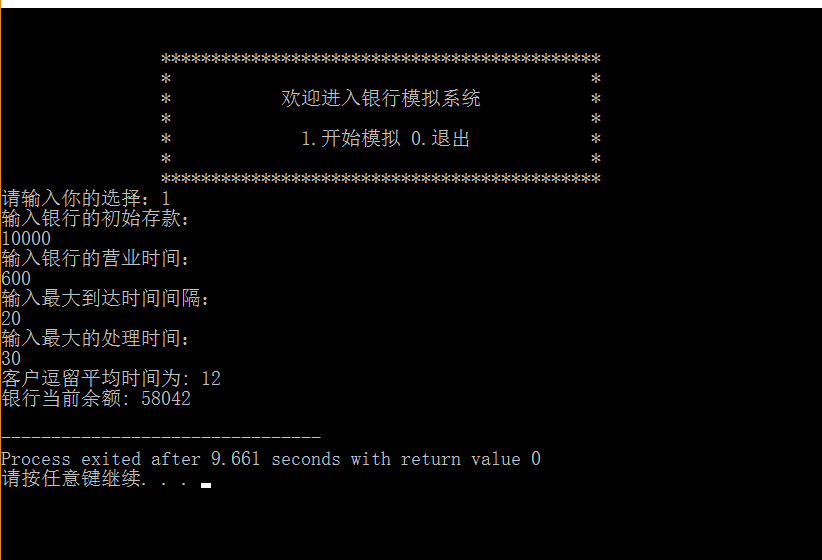 ********************************************
* *
* 欢迎进入银行模拟系统 *
* *
* 1.开始模拟 0.退出 *
* *
********************************************
请输入你的选择：1
输入银行的初始存款：
10000
输入银行的营业时间：
600
输入最大到达时间间隔：
20
输入最大的处理时间：
30
客户逗留平均时间为: 12
银行当前余额: 58042
--------------------------------
Process exited after 9.661 seconds with return value 0
请按任意键继续. . .